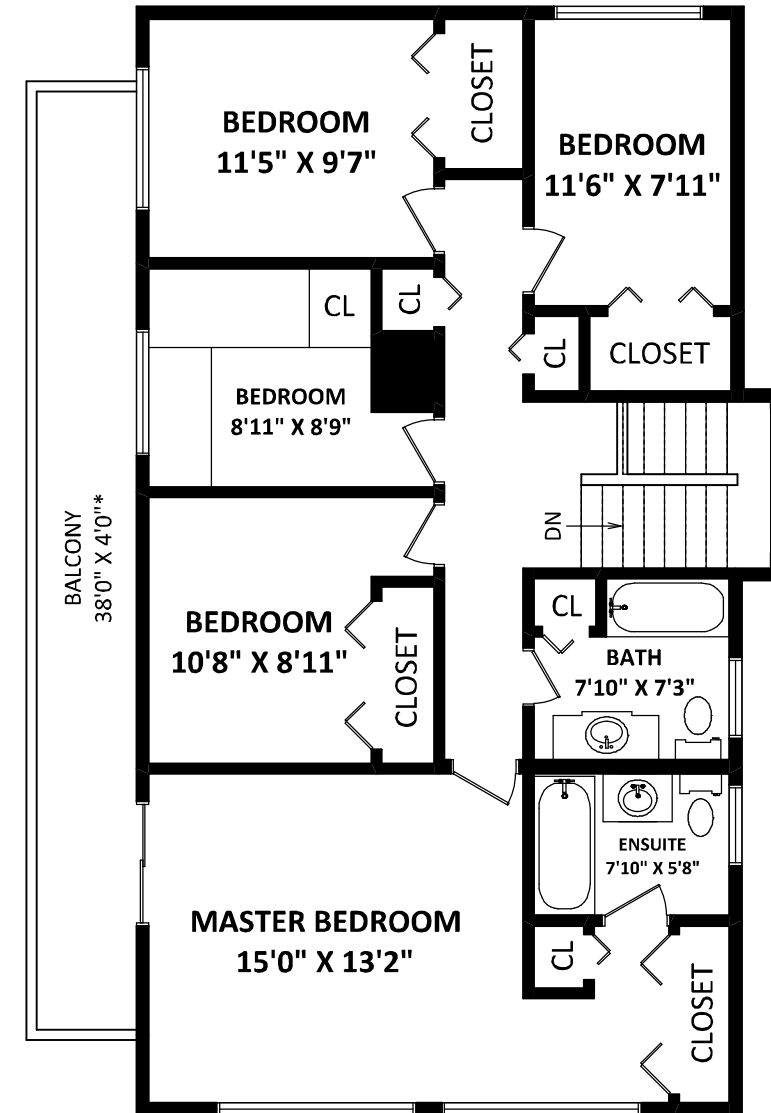 BEDROOM
11'5" X 9'7"
CLOSET
BEDROOM
11'6" X 7'11"
CL
CL
CL
CLOSET
BEDROOM
8'11" X 8'9"
BALCONY
38'0" X 4'0"*
DN
BEDROOM
10'8" X 8'11"
CLOSET
CL
BATH
7'10" X 7'3"
ENSUITE
7'10" X 5'8"
MASTER BEDROOM
15'0" X 13'2"
CL
CLOSET